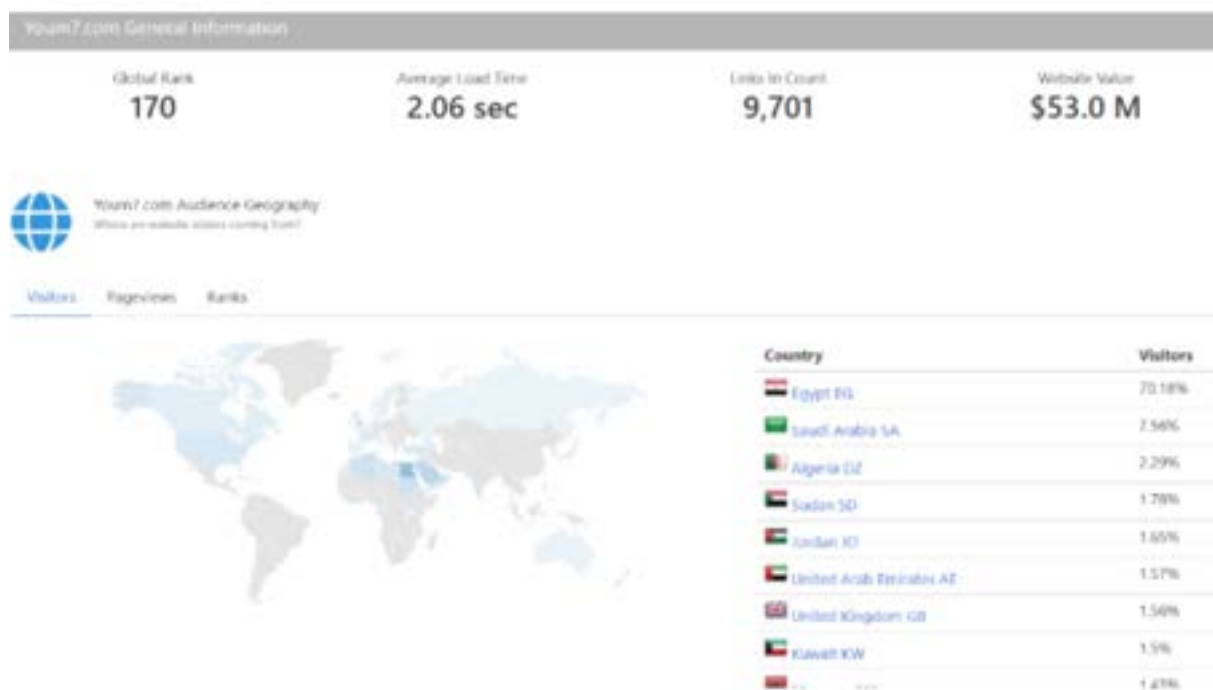 Youm7.com General Information
Global Rank
170
Average Load Time
2.06 sec
Links In Count
9,701
Website Value
$53.0 M
Youm7.com Audience Geography
Where are website visitors coming from?
Visitors Pageviews Ranks
Country Visitors
Egypt EG 70.18%
Saudi Arabia SA 7.56%
Algeria DZ 2.29%
Sudan SD 1.78%
Jordan JO 1.65%
United Arab Emirates AE 1.57%
United Kingdom GB 1.56%
Kuwait KW 1.5%